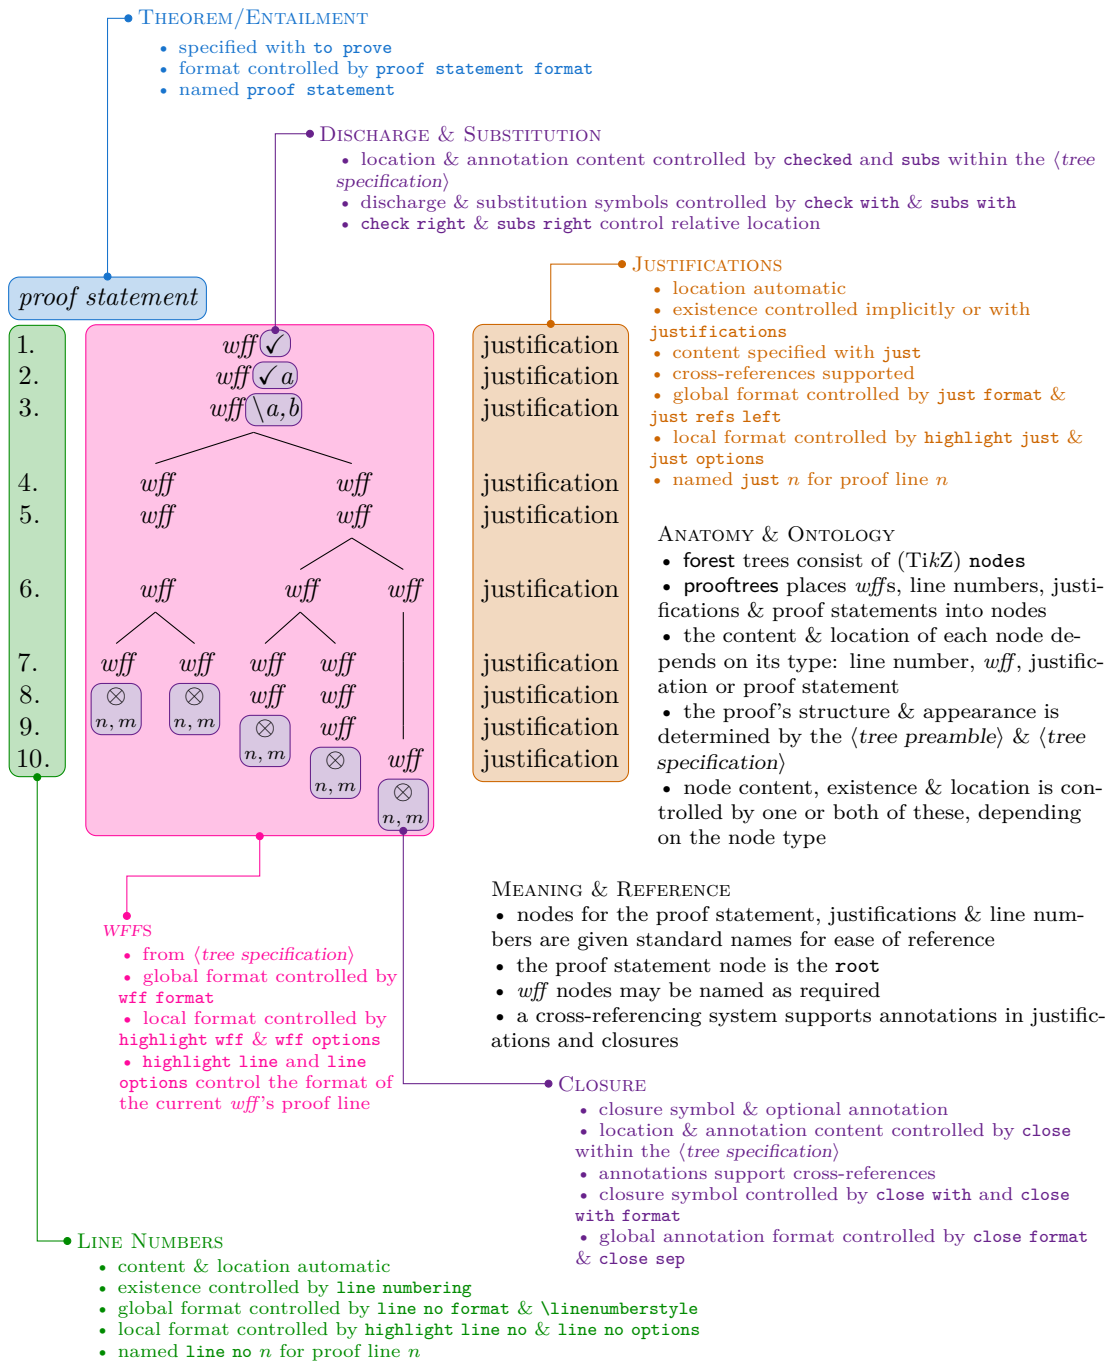 THEOREM/ENTAILMENT
• specified with to prove
• format controlled by proof statement format
• named proof statement
DISCHARGE & SUBSTITUTION
• location & annotation content controlled by checked and subs within the ⟨tree
specification⟩
• discharge & substitution symbols controlled by check with & subs with
• check right & subs right control relative location
JUSTIFICATIONS
• location automatic
• existence controlled implicitly or with
justifications
• content specified with just
• cross-references supported
• global format controlled by just format &
just refs left
• local format controlled by highlight just &
just options
• named just n for proof line n
proof statement
1. wff ✓ justification
2. wff ✓ a justification
3. wff \a,b justification
4. wff wff justification
5. wff wff justification
6. wff wff wff justification
7. wff wff wff wff justification
8. ⊗ ⊗ wff wff justification
n, m n, m
9. ⊗ wff justification
n, m
10. ⊗ wff justification
n, m
⊗
n, m
ANATOMY & ONTOLOGY
• forest trees consist of (TikZ) nodes
• prooftrees places wffs, line numbers, justi-
fications & proof statements into nodes
• the content & location of each node de-
pends on its type: line number, wff, justific-
ation or proof statement
• the proof's structure & appearance is
determined by the ⟨tree preamble⟩ & ⟨tree
specification⟩
• node content, existence & location is con-
trolled by one or both of these, depending
on the node type
MEANING & REFERENCE
• nodes for the proof statement, justifications & line num-
bers are given standard names for ease of reference
• the proof statement node is the root
• wff nodes may be named as required
• a cross-referencing system supports annotations in justific-
ations and closures
WFFS
• from ⟨tree specification⟩
• global format controlled by
wff format
• local format controlled by
highlight wff & wff options
• highlight line and line
options control the format of
the current wff's proof line
CLOSURE
• closure symbol & optional annotation
• location & annotation content controlled by close
within the ⟨tree specification⟩
• annotations support cross-references
• closure symbol controlled by close with and close
with format
• global annotation format controlled by close format
& close sep
LINE NUMBERS
• content & location automatic
• existence controlled by line numbering
• global format controlled by line no format & \linenumberstyle
• local format controlled by highlight line no & line no options
• named line no n for proof line n